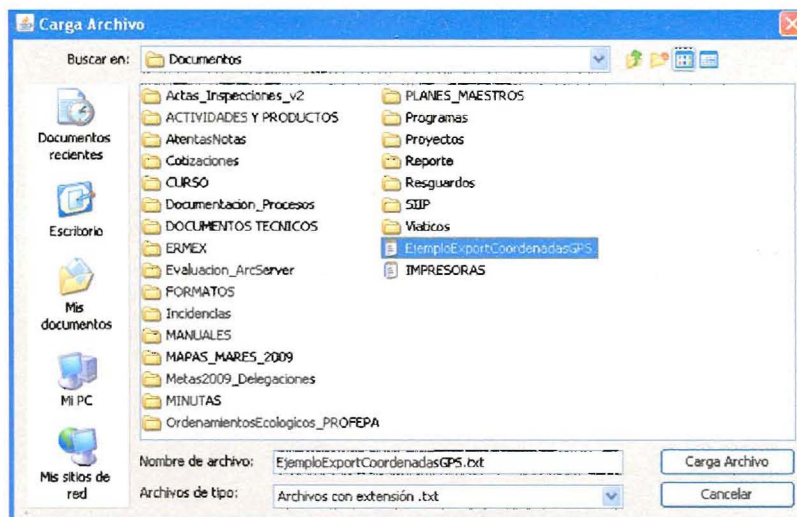 Carga Archivo
Buscar en: Documentos
Documentos recientes
Escritorio
Mis documentos
Mi PC
Mis sitios de red
Actas_Inspecciones_v2
ACTIVIDADES Y PRODUCTOS
AtentasNotas
Cotizaciones
CURSO
Documentacion_Procesos
DOCUMENTOS TECNICOS
ERMEX
Evaluacion_ArcServer
FORMATOS
Incidencias
MANUALES
MAPAS_MARES_2009
Metas2009_Delegaciones
MINUTAS
OrdenamientosEcologicos_PROFEPA
PLANES_MAESTROS
Programas
Proyectos
Reporte
Resguardos
SIIP
Viaticos
EjemploExportCoordenadasGPS
IMPRESORAS
Nombre de archivo: EjemploExportCoordenadasGPS.txt
Carga Archivo
Archivos de tipo: Archivos con extensión .txt
Cancelar